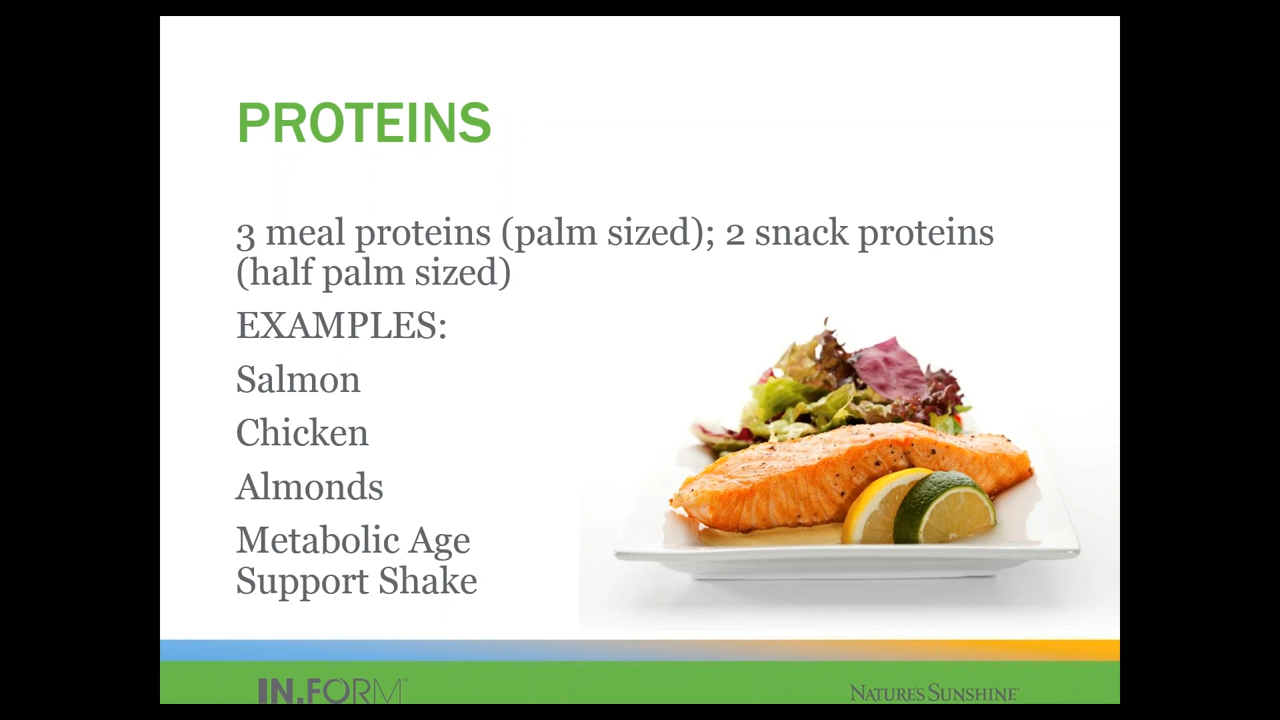 PROTEINS
3 meal proteins (palm sized); 2 snack proteins
(half palm sized)
EXAMPLES:
Salmon
Chicken
Almonds
Metabolic Age
Support Shake
IN.FORM
NATURE'S SUNSHINE